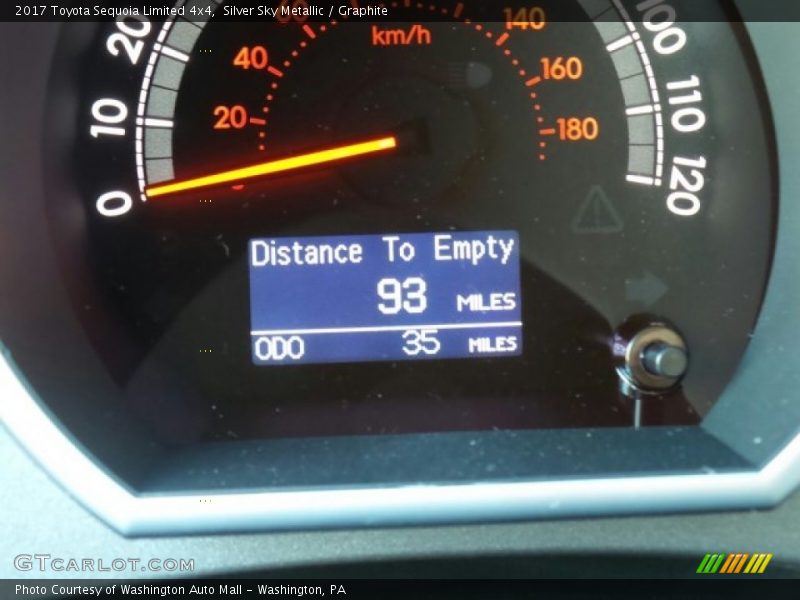 2017 Toyota Sequoia Limited 4x4, Silver Sky Metallic / Graphite
0
10
20
100
110
120
km/h
20
40
80
140
160
180
Distance To Empty
93 MILES
ODO 35 MILES
GTCARLOT.COM
Photo Courtesy of Washington Auto Mall - Washington, PA